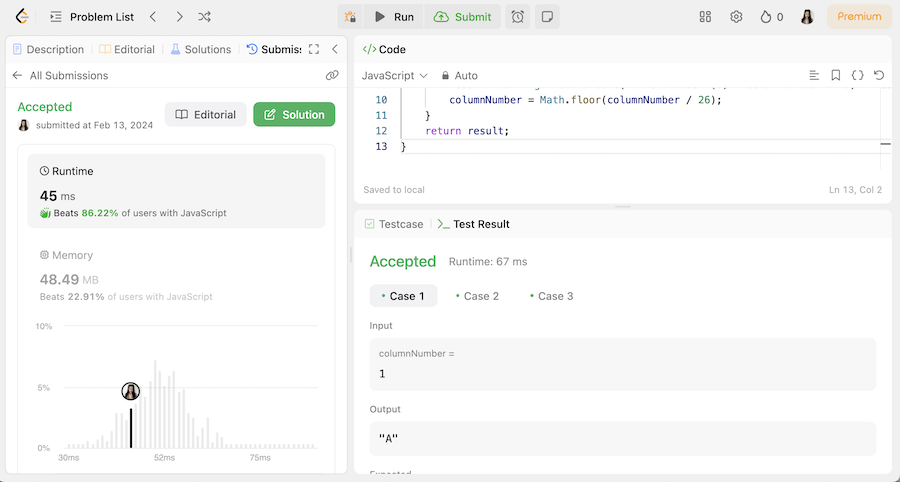 Problem List
Run
Submit
0
Premium
Description
Editorial
Solutions
Submis
All Submissions
Accepted
submitted at Feb 13, 2024
Editorial
Solution
Runtime
45 ms
Beats 86.22% of users with JavaScript
Memory
48.49 MB
Beats 22.91% of users with JavaScript
10%
5%
0%
30ms
52ms
75ms
Code
JavaScript
Auto
10 columnNumber = Math.floor(columnNumber / 26);
11 }
12 return result;
13 }
Saved to local
Ln 13, Col 2
Testcase
Test Result
Accepted
Runtime: 67 ms
Case 1
Case 2
Case 3
Input
columnNumber =
1
Output
"A"